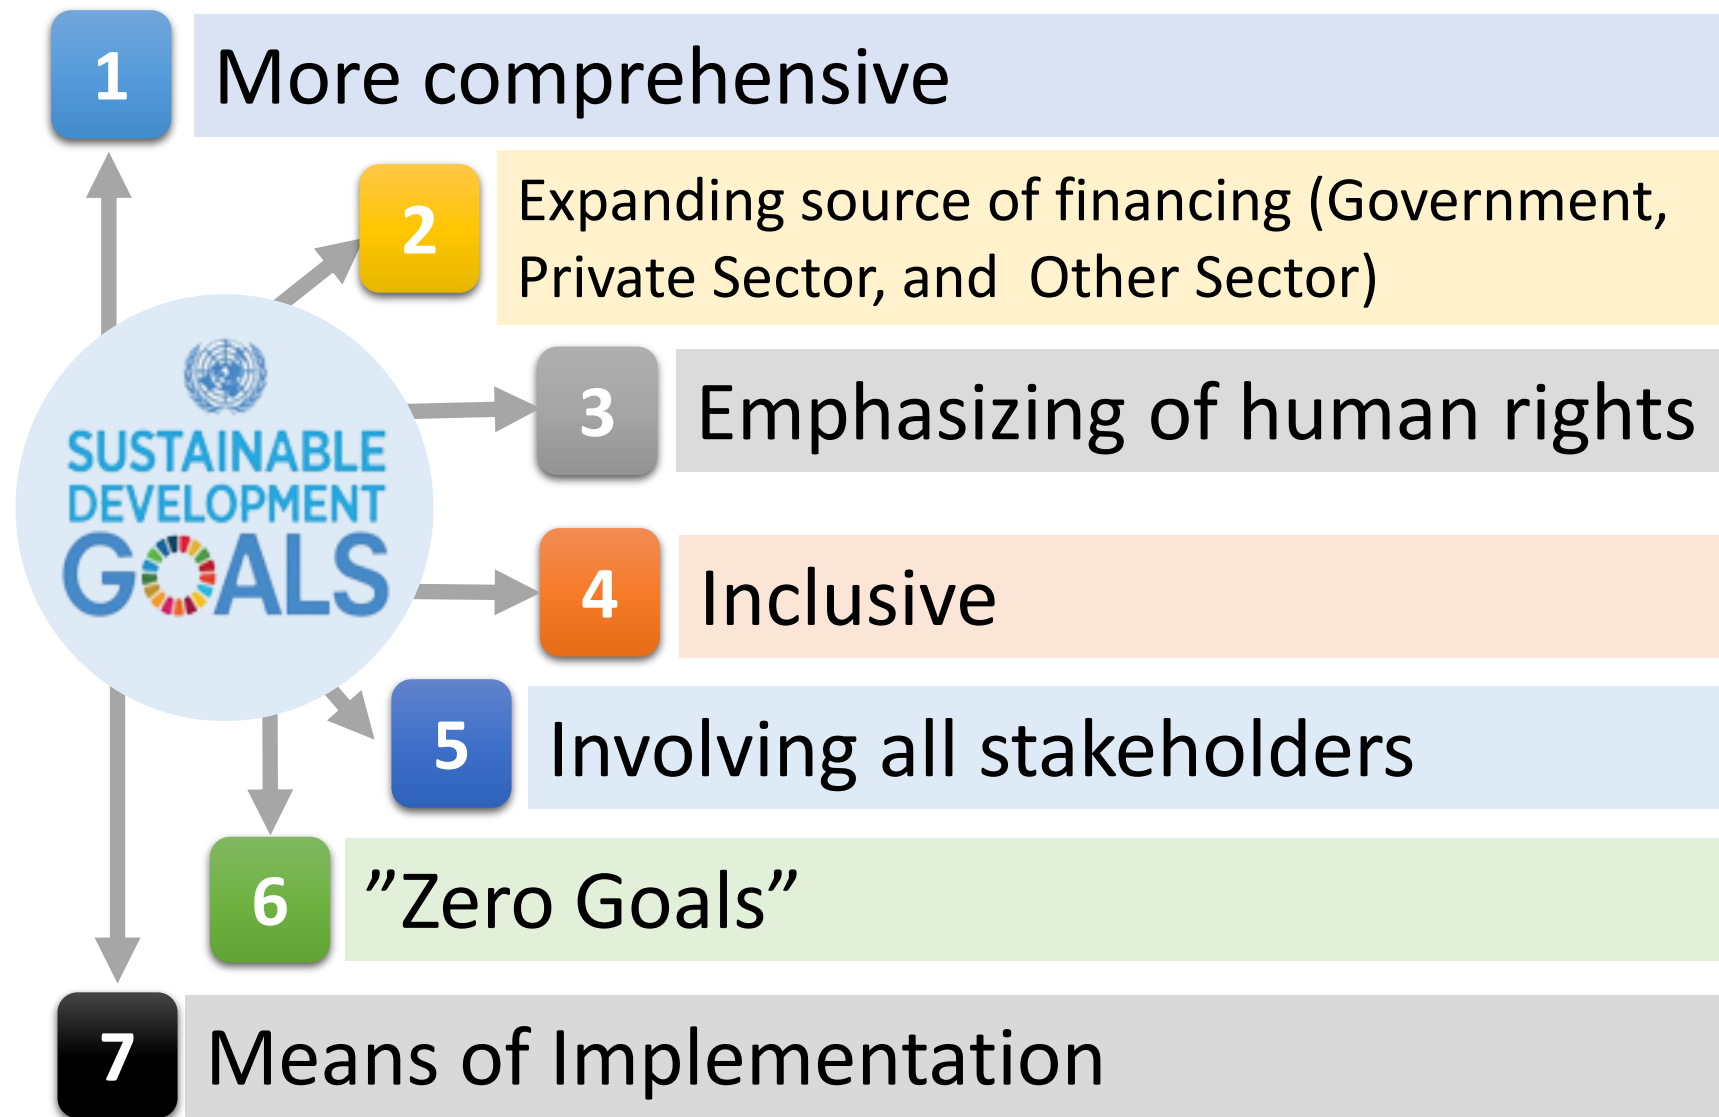 1
More comprehensive
2
Expanding source of financing (Government,
Private Sector, and  Other Sector)
3
Emphasizing of human rights
SUSTAINABLE
DEVELOPMENT
GOALS
4
Inclusive
5
Involving all stakeholders
6
”Zero Goals”
7
Means of Implementation